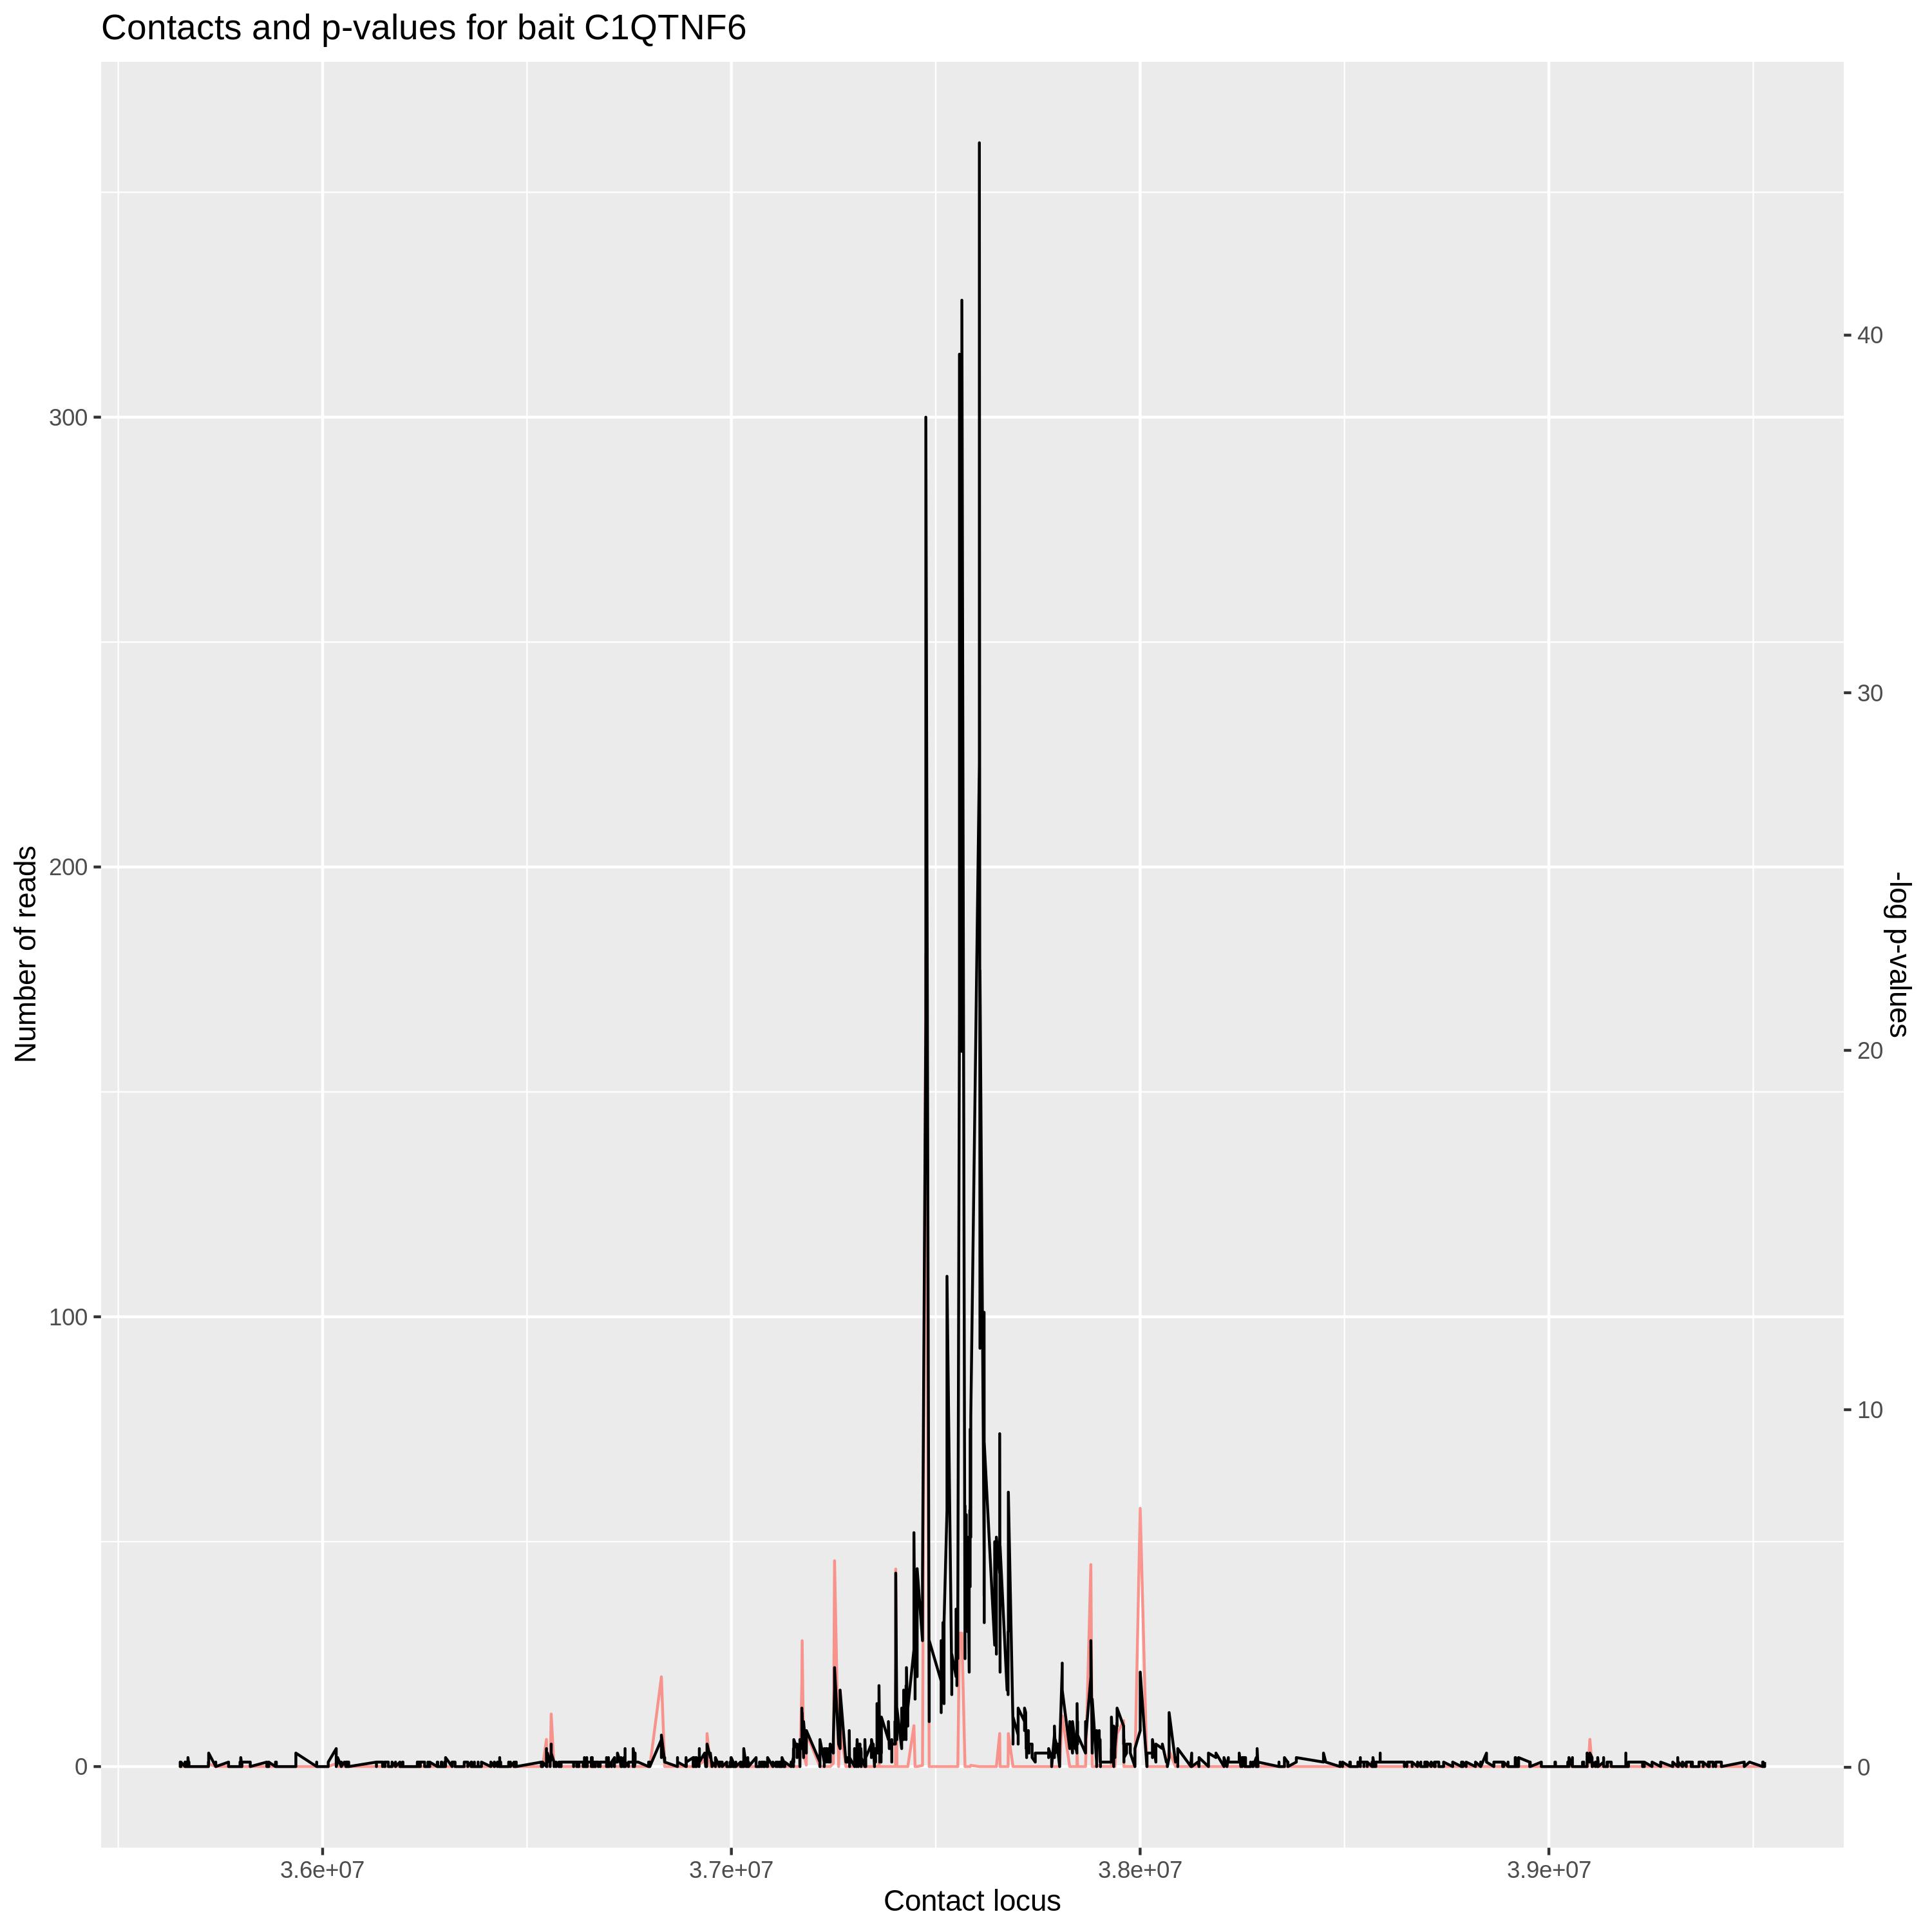 Contacts and p-values for bait C1QTNF6
Number of reads
300
200
100
0
40
30
20
10
0
-log p-values
3.6e+07
3.7e+07
3.8e+07
3.9e+07
Contact locus